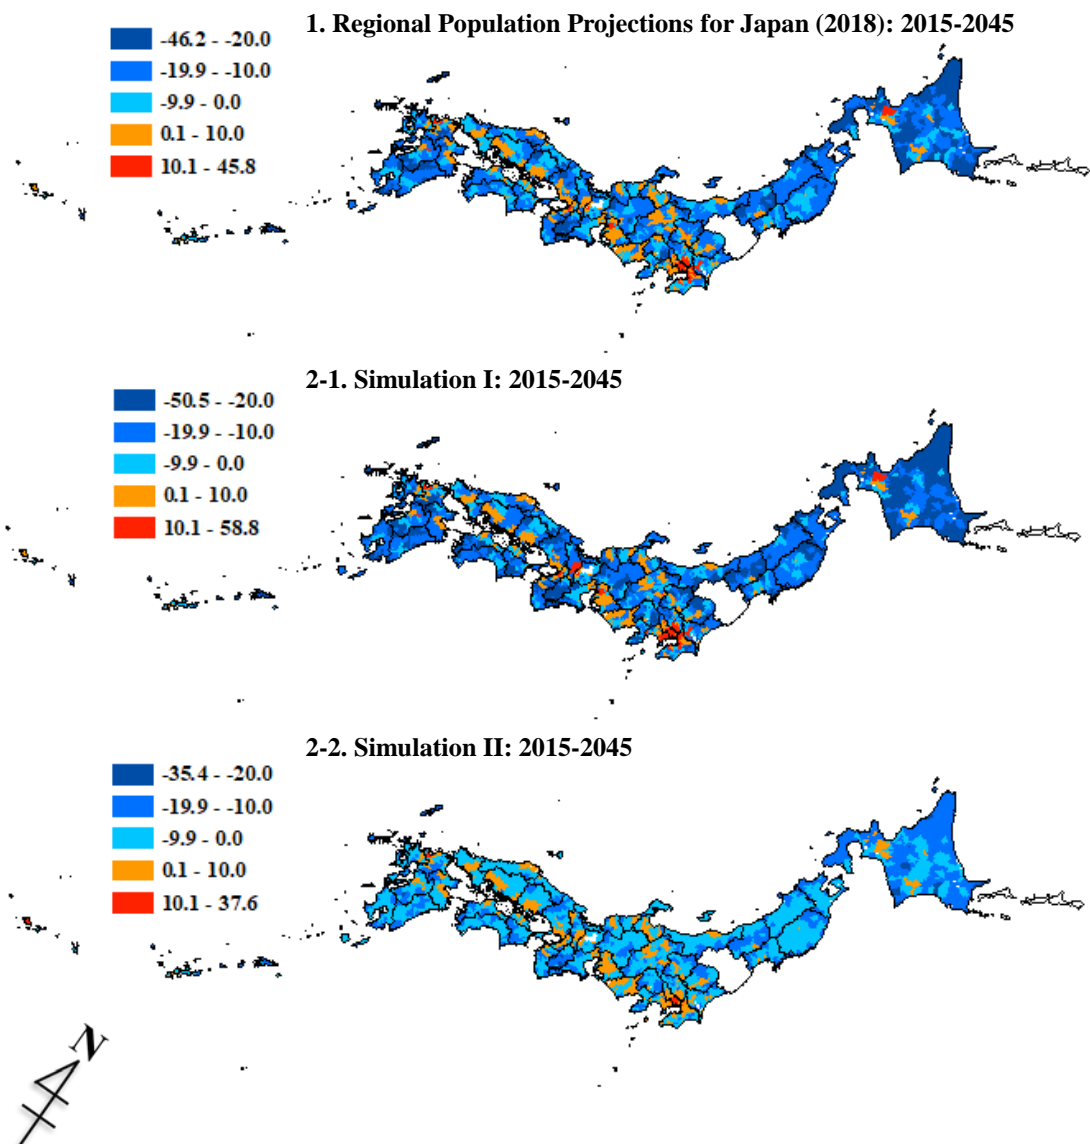 1. Regional Population Projections for Japan (2018): 2015-2045
-46.2 - -20.0
-19.9 - -10.0
-9.9 - 0.0
0.1 - 10.0
10.1 - 45.8
2-1. Simulation I: 2015-2045
-50.5 - -20.0
-19.9 - -10.0
-9.9 - 0.0
0.1 - 10.0
10.1 - 58.8
2-2. Simulation II: 2015-2045
-35.4 - -20.0
-19.9 - -10.0
-9.9 - 0.0
0.1 - 10.0
10.1 - 37.6
N